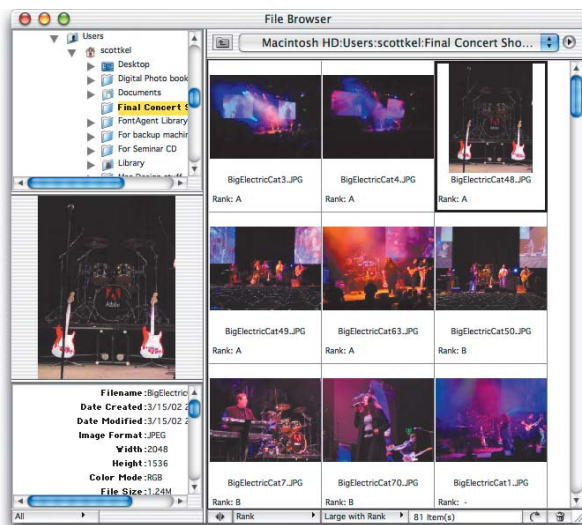 File Browser
Users
scottkel
Desktop
Digital Photo book
Documents
Final Concert S
FontAgent Library
For backup machin
For Seminar CD
Library
Macintosh HD:Users:scottkel:Final Concert Sho...
BigElectricCat3.JPG
Rank: A
BigElectricCat4.JPG
Rank: A
BigElectricCat48.JPG
Rank: A
BigElectricCat49.JPG
Rank: A
BigElectricCat63.JPG
Rank: A
BigElectricCat50.JPG
Rank: B
BigElectricCat7.JPG
Rank: B
BigElectricCat70.JPG
Rank: B
BigElectricCat1.JPG
Rank: -
Filename:BigElectric
Date Created:3/15/02 2
Date Modified:3/15/02 2
Image Format:JPEG
Width:2048
Height:1536
Color Mode:RGB
File Size:1.24M
All
Rank
Large with Rank
81 Item(s)